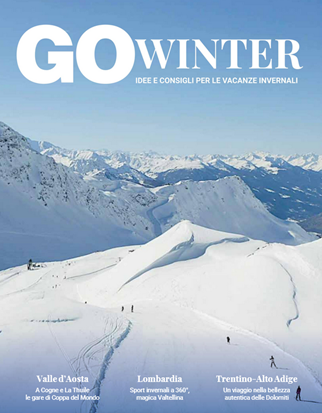 GO WINTER
IDEE E CONSIGLI PER LE VACANZE INVERNALI
Valle d'Aosta
A Cogne e La Thuile
le gare di Coppa del Mondo
Lombardia
Sport invernali a 360°,
magica Valtellina
Trentino-Alto Adige
Un viaggio nella bellezza
autentica delle Dolomiti